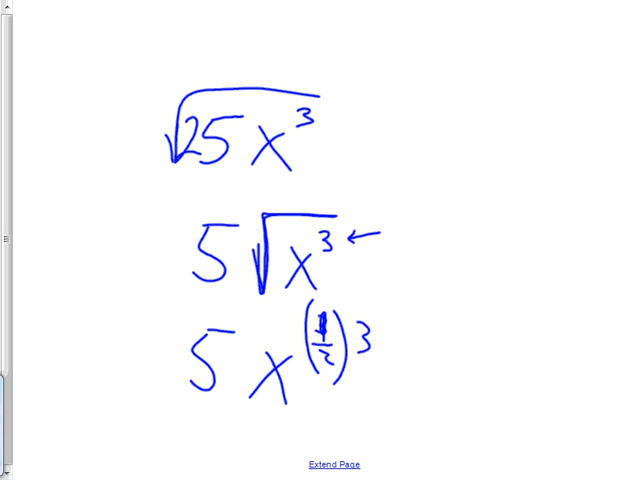 √25x³
5√x³ ←
5x^(1/2)3
Extend Page